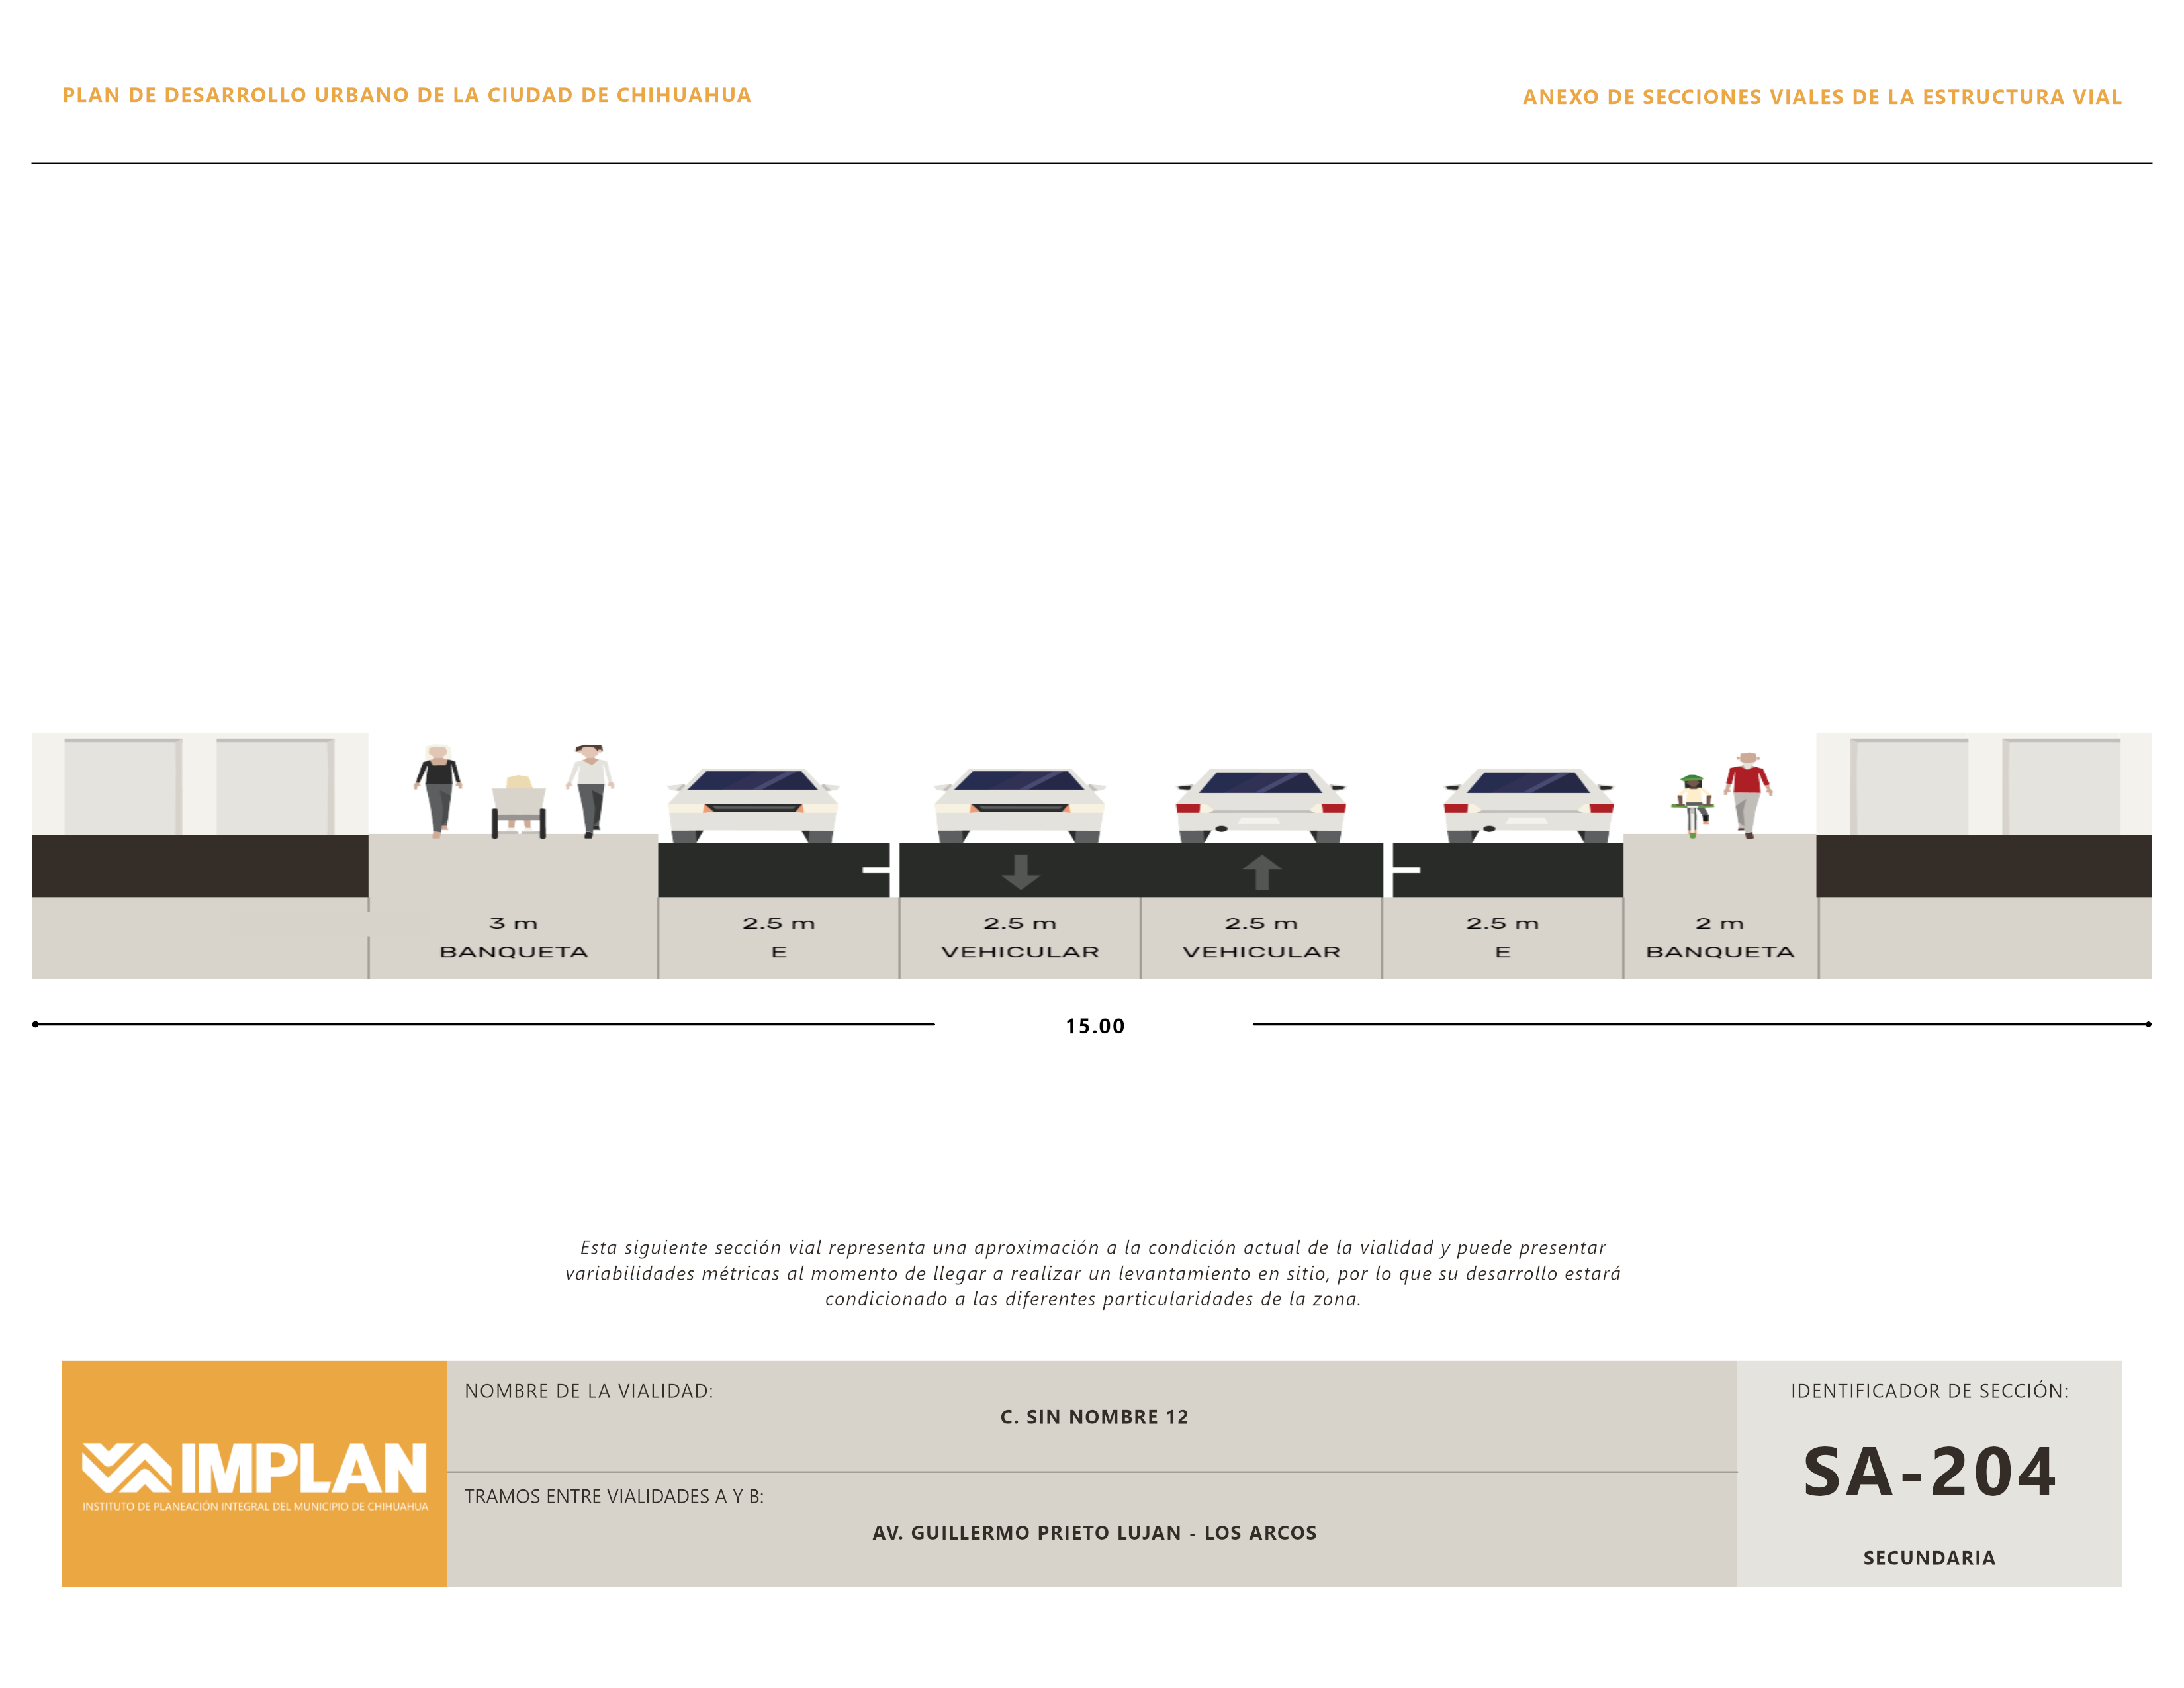 PLAN DE DESARROLLO URBANO DE LA CIUDAD DE CHIHUAHUA
ANEXO DE SECCIONES VIALES DE LA ESTRUCTURA VIAL
3 m
BANQUETA
2.5 m
E
2.5 m
VEHICULAR
2.5 m
VEHICULAR
2.5 m
E
2 m
BANQUETA
15.00
Esta siguiente sección vial representa una aproximación a la condición actual de la vialidad y puede presentar
variabilidades métricas al momento de llegar a realizar un levantamiento en sitio, por lo que su desarrollo estará
condicionado a las diferentes particularidades de la zona.
IMPLAN
INSTITUTO DE PLANEACIÓN INTEGRAL DEL MUNICIPIO DE CHIHUAHUA
NOMBRE DE LA VIALIDAD:
C. SIN NOMBRE 12
TRAMOS ENTRE VIALIDADES A Y B:
AV. GUILLERMO PRIETO LUJAN - LOS ARCOS
IDENTIFICADOR DE SECCIÓN:
SA-204
SECUNDARIA